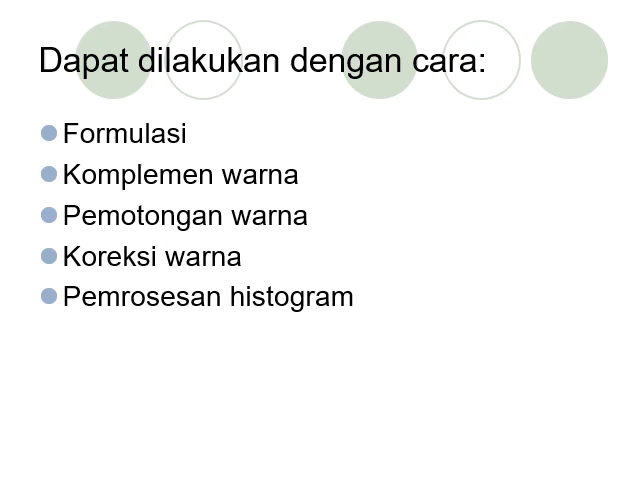 Dapat dilakukan dengan cara:
Formulasi
Komplemen warna
Pemotongan warna
Koreksi warna
Pemrosesan histogram